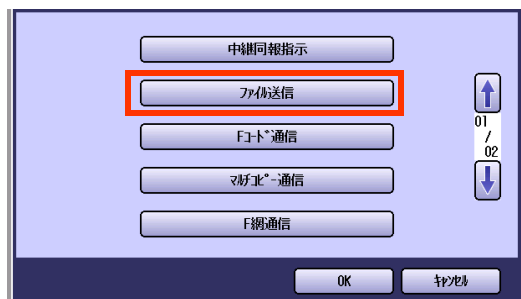 中継同報指示
ﾌｧｲﾙ送信
Fｺｰﾄﾞ通信
ﾏﾙﾁｺﾋﾟｰ通信
F網通信
01
/
02
OK
ｷｬﾝｾﾙ